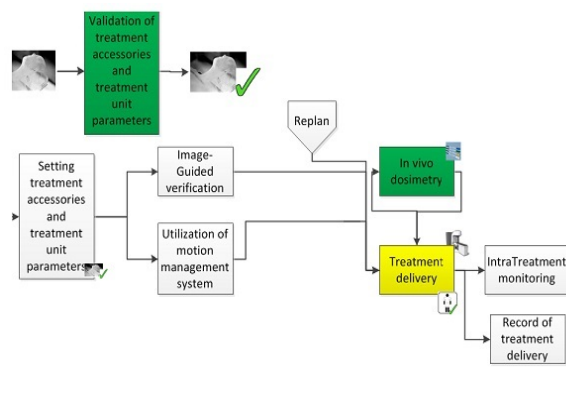 Validation of
treatment
accessories
and
treatment
unit
parameters
Replan
Image-
Guided
verification
In vivo
dosimetry
Setting
treatment
accessories
and
treatment
unit
parameters
Utilization of
motion
management
system
Treatment
delivery
IntraTreatment
monitoring
Record of
treatment
delivery